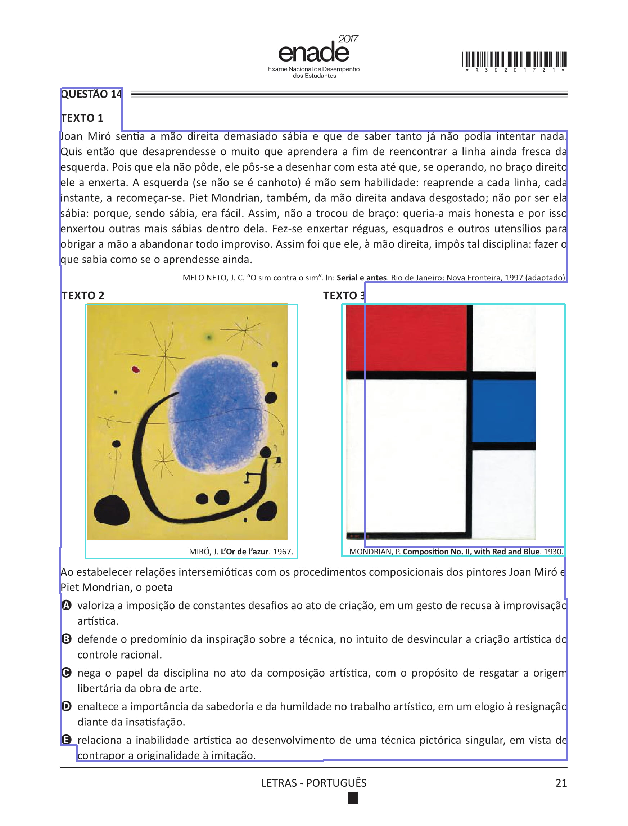 2017
enade
Exame Nacional de Desempenho
dos Estudantes
QUESTÃO 14
TEXTO 1
Joan Miró sentia a mão direita demasiado sábia e que de saber tanto já não podia intentar nada.
Quis então que desaprendesse o muito que aprendera a fim de reencontrar a linha ainda fresca da
esquerda. Pois que ela não pôde, ele pôs-se a desenhar com esta até que, se operando, no braço direito
ele a enxerta. A esquerda (se não se é canhoto) é mão sem habilidade: reaprende a cada linha, cada
instante, a recomeçar-se. Piet Mondrian, também, da mão direita andava desgostado; não por ser ela
sábia: porque, sendo sábia, era fácil. Assim, não a trocou de braço: queria-a mais honesta e por isso
enxertou outras mais sábias dentro dela. Fez-se enxertar réguas, esquadros e outros utensílios para
obrigar a mão a abandonar todo improviso. Assim foi que ele, à mão direita, impôs tal disciplina: fazer o
que sabia como se o aprendesse ainda.
MELO NETO, J. C. "O sim contra o sim". In: Serial e antes. Rio de Janeiro: Nova Fronteira, 1997 (adaptado).
TEXTO 2
TEXTO 3
MIRÓ, J. L'Or de l'azur. 1967.
MONDRIAN, P. Composition No. II, with Red and Blue. 1930.
Ao estabelecer relações intersemióticas com os procedimentos composicionais dos pintores Joan Miró e
Piet Mondrian, o poeta
A valoriza a imposição de constantes desafios ao ato de criação, em um gesto de recusa à improvisação
artística.
B defende o predomínio da inspiração sobre a técnica, no intuito de desvincular a criação artística do
controle racional.
C nega o papel da disciplina no ato da composição artística, com o propósito de resgatar a origem
libertária da obra de arte.
D enaltece a importância da sabedoria e da humildade no trabalho artístico, em um elogio à resignação
diante da insatisfação.
E relaciona a inabilidade artística ao desenvolvimento de uma técnica pictórica singular, em vista de
contrapor a originalidade à imitação.
LETRAS - PORTUGUÊS
21